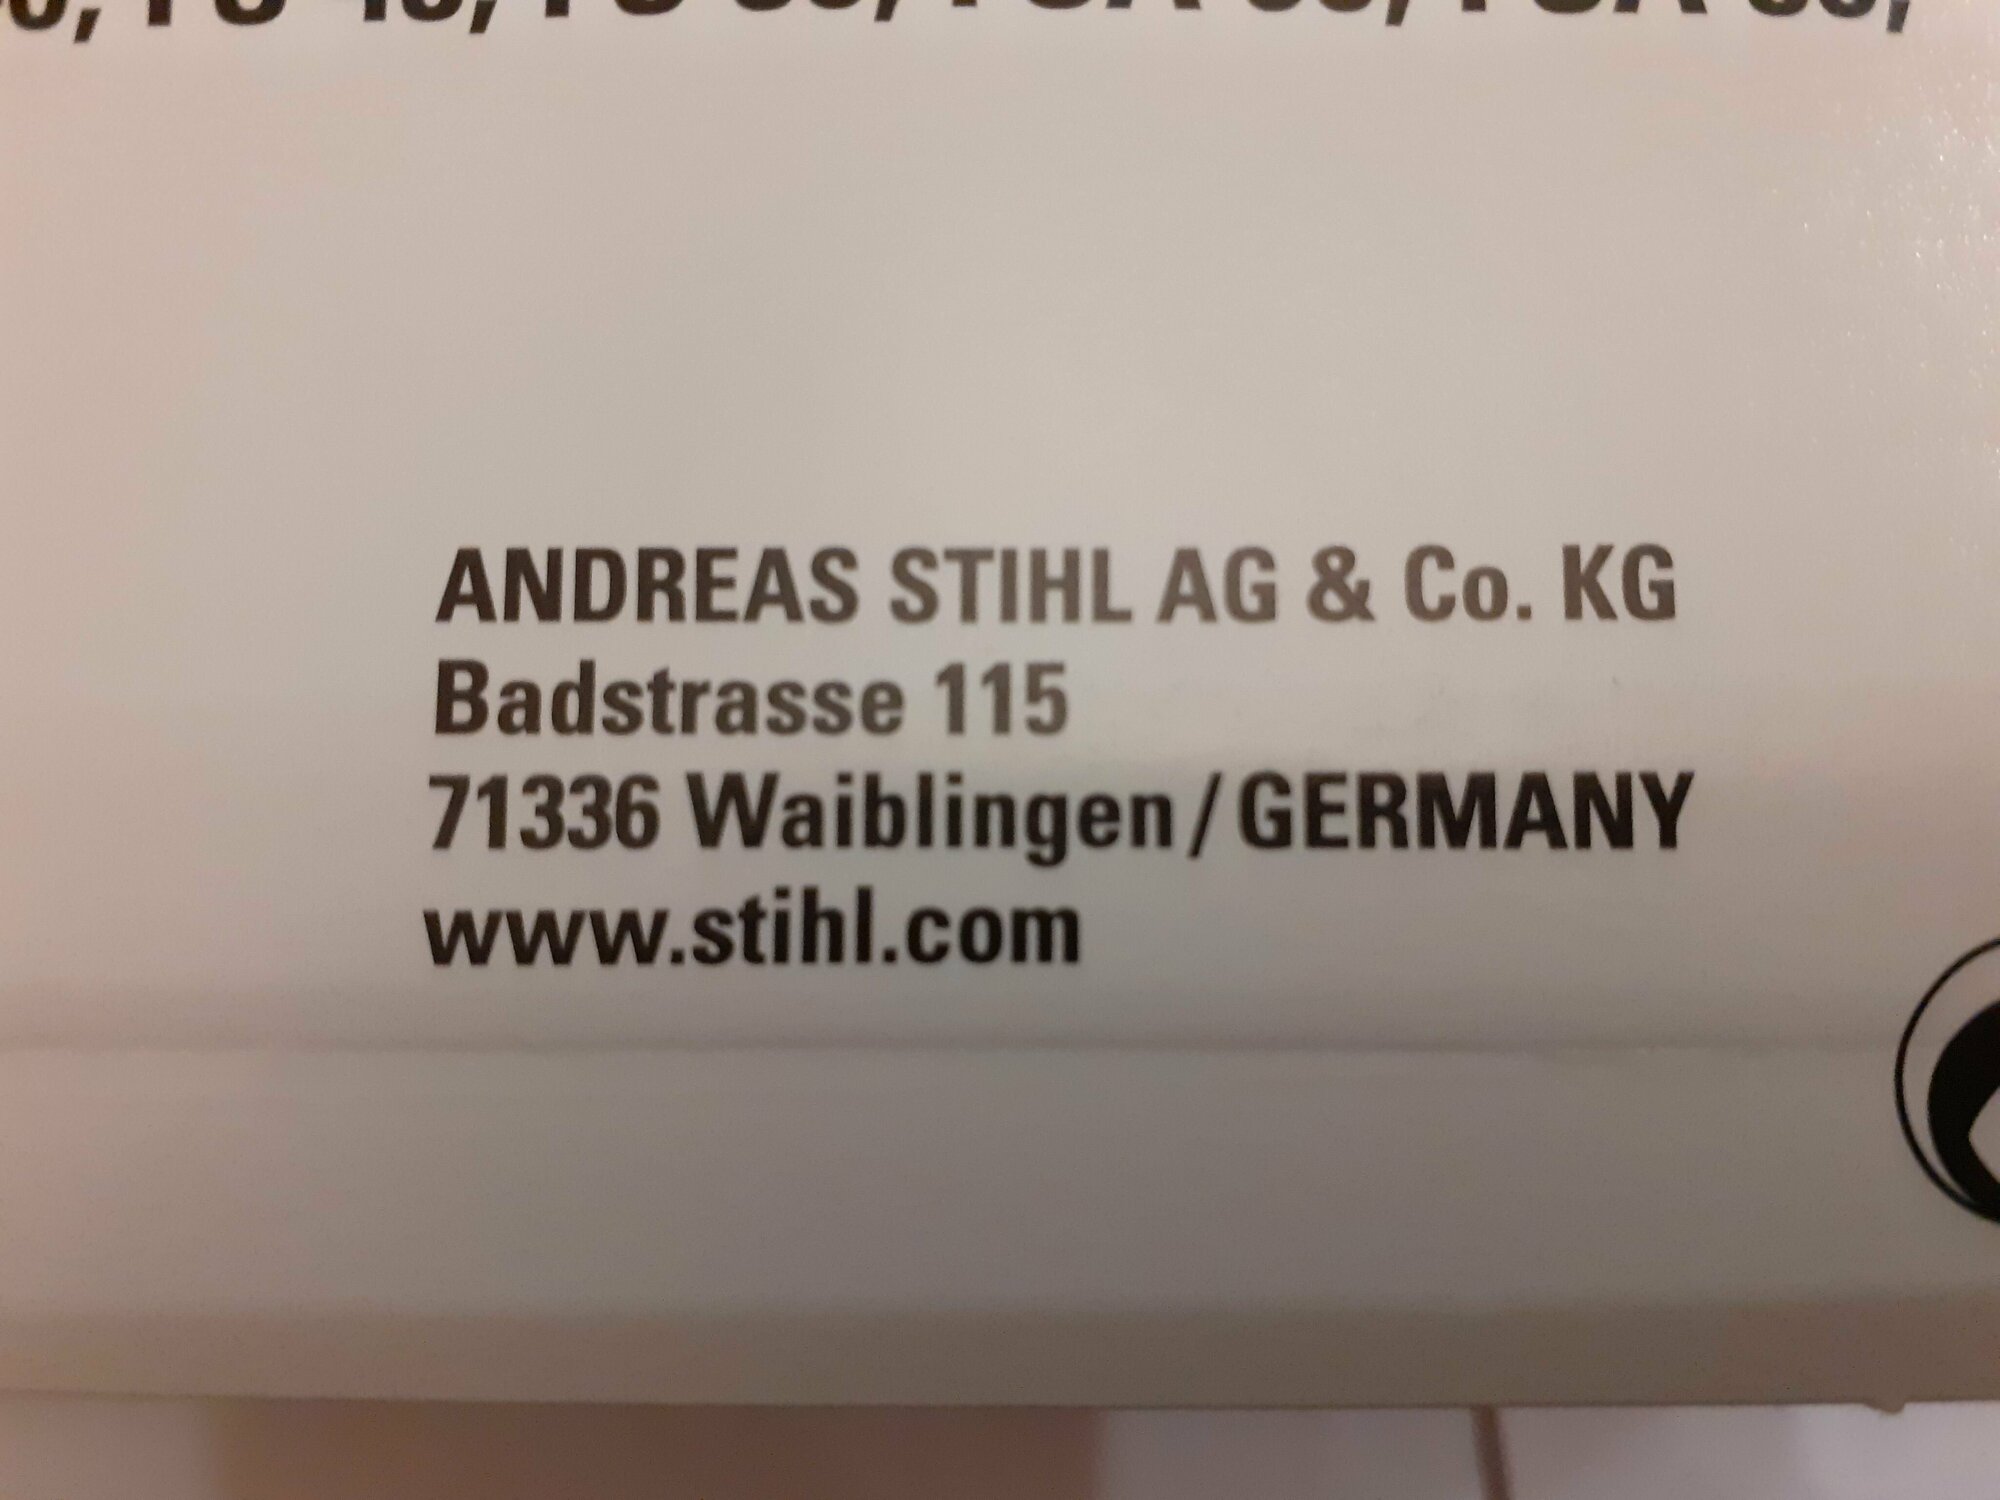 ANDREAS STIHL AG & Co. KG
Badstrasse 115
71336 Waiblingen/GERMANY
www.stihl.com